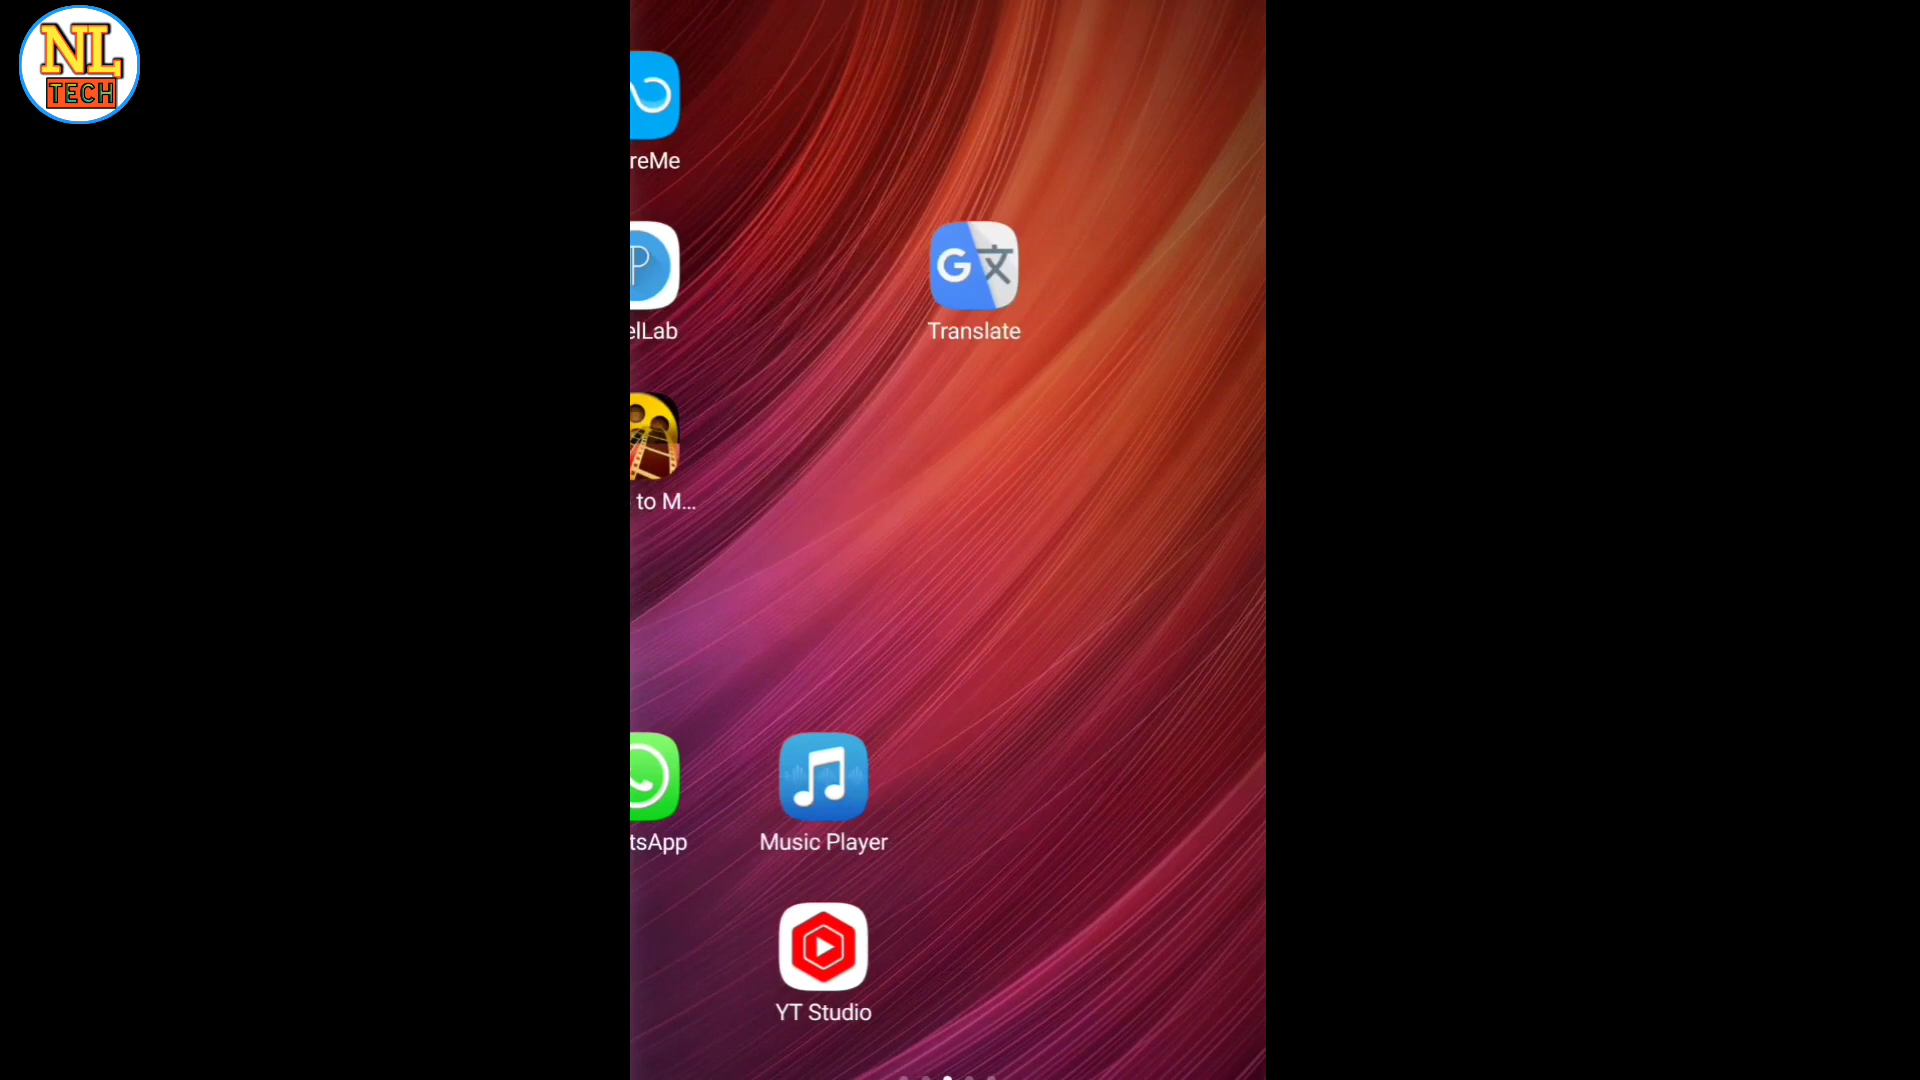 NL
TECH
reMe
elLab
Translate
to M...
tsApp
Music Player
YT Studio